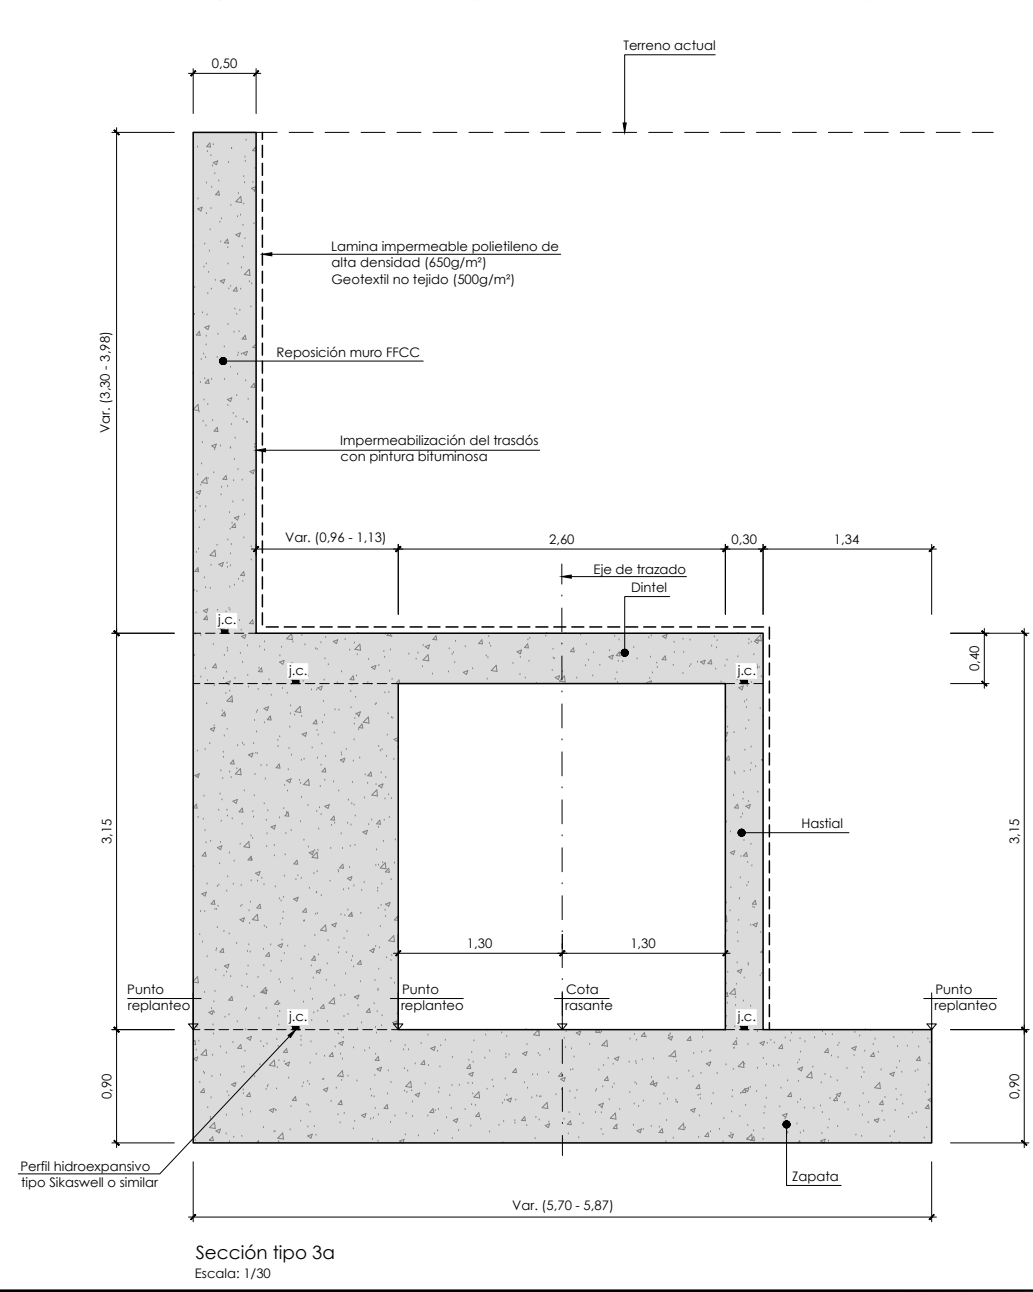 Terreno actual
0,50
Lamina impermeable polietileno de
alta densidad (650g/m²)
Geotextil no tejido (500g/m²)
Var. (3,30 - 3,98)
Reposición muro FFCC
Impermeabilización del trasdós
con pintura bituminosa
Var. (0,96 - 1,13)
2,60
0,30
1,34
Eje de trazado
Dintel
j.c.
j.c.
j.c.
0,40
3,15
Hastial
3,15
1,30
1,30
Punto
replanteo
Punto
replanteo
Cota
rasante
Punto
replanteo
j.c.
j.c.
0,90
0,90
Perfil hidroexpansivo
tipo Sikaswell o similar
Zapata
Var. (5,70 - 5,87)
Sección tipo 3a
Escala: 1/30